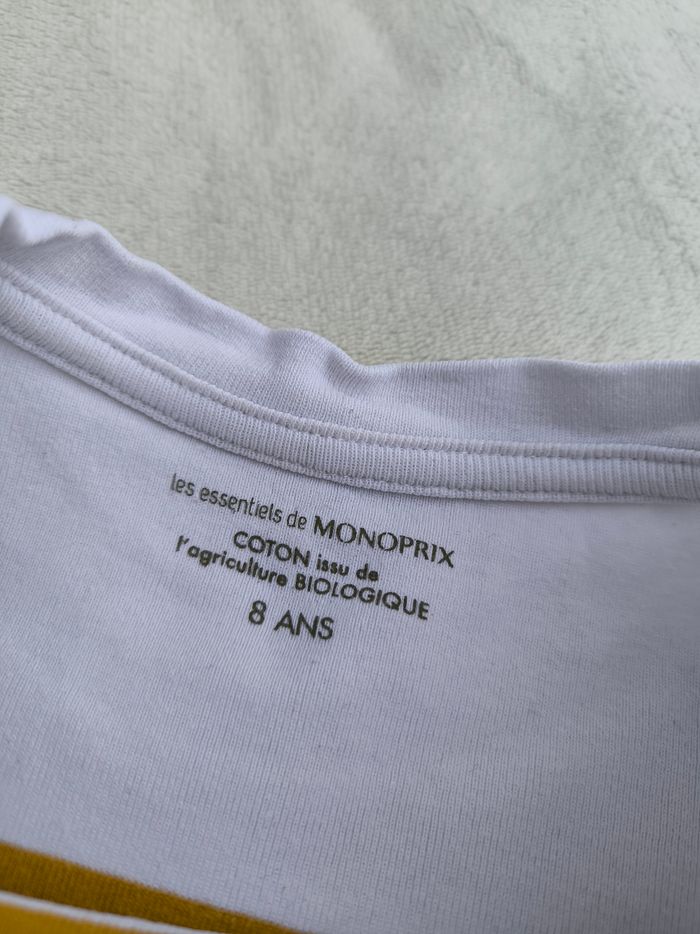 les essentiels de MONOPRIX
COTON issu de
l'agriculture BIOLOGIQUE
8 ANS